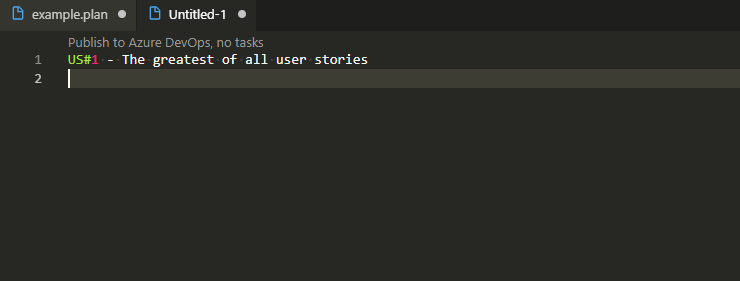 example.plan Untitled-1
Publish to Azure DevOps, no tasks
1 US#1 - The greatest of all user stories
2